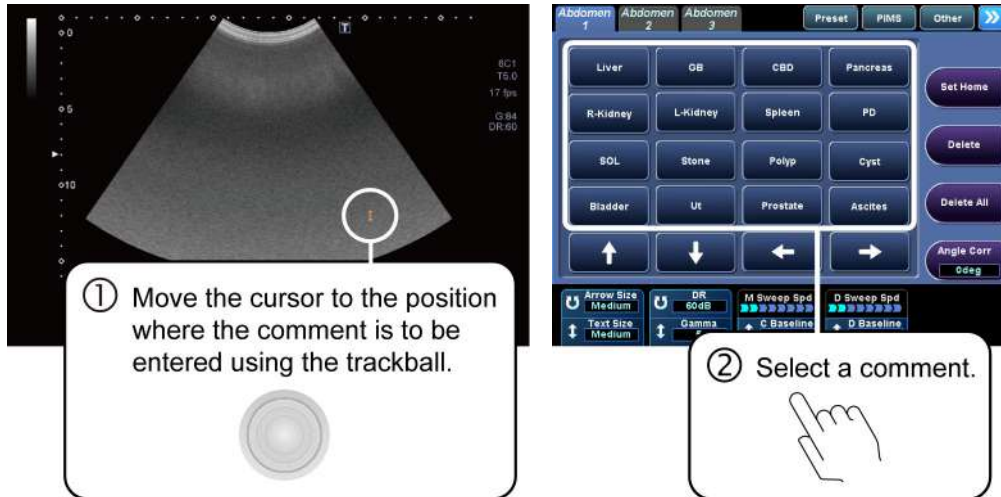 T
0
5
10
6C1
T5.0
17 fps
G:84
DR:60
① Move the cursor to the position
where the comment is to be
entered using the trackball.
Abdomen 1
Abdomen 2
Abdomen 3
Preset
PIMS
Other
»
Liver
GB
CBD
Pancreas
Set Home
R-Kidney
L-Kidney
Spleen
PD
Delete
SOL
Stone
Polyp
Cyst
Bladder
Ut
Prostate
Ascites
Delete All
↑
↓
←
→
Angle Corr
0deg
Arrow Size
Medium
DR
60dB
M Sweep Spd
D Sweep Spd
Text Size
Medium
Gamma
C Baseline
D Baseline
② Select a comment.